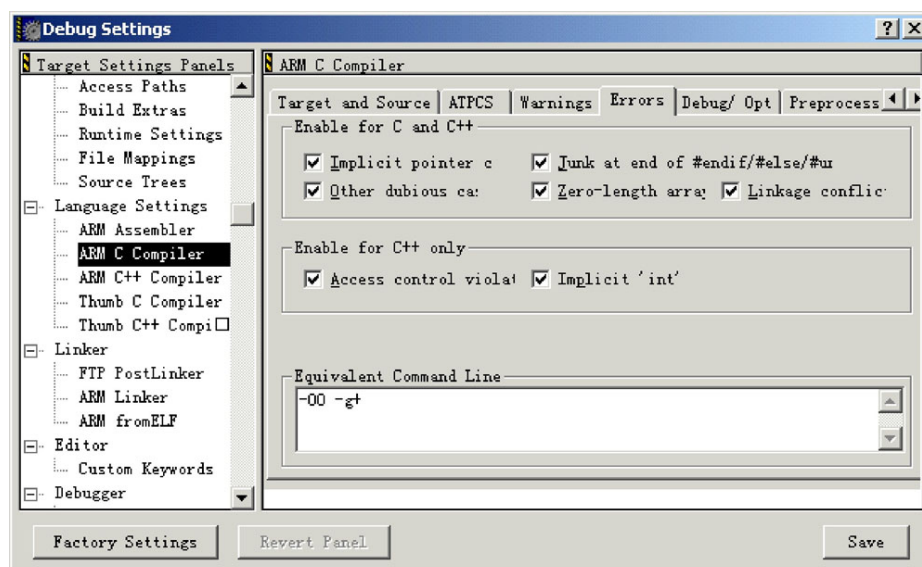 Debug Settings
Target Settings Panels
Access Paths
Build Extras
Runtime Settings
File Mappings
Source Trees
Language Settings
ARM Assembler
ARM C Compiler
ARM C++ Compiler
Thumb C Compiler
Thumb C++ Compi
Linker
FTP PostLinker
ARM Linker
ARM fromELF
Editor
Custom Keywords
Debugger
ARM C Compiler
Target and Source ATPCS Warnings Errors Debug/ Opt Preprocess
Enable for C and C++
Implicit pointer c Junk at end of #endif/#else/#u
Other dubious ca Zero-length array Linkage conflic
Enable for C++ only
Access control violat Implicit 'int'
Equivalent Command Line
-O0 -g+
Factory Settings Revert Panel Save